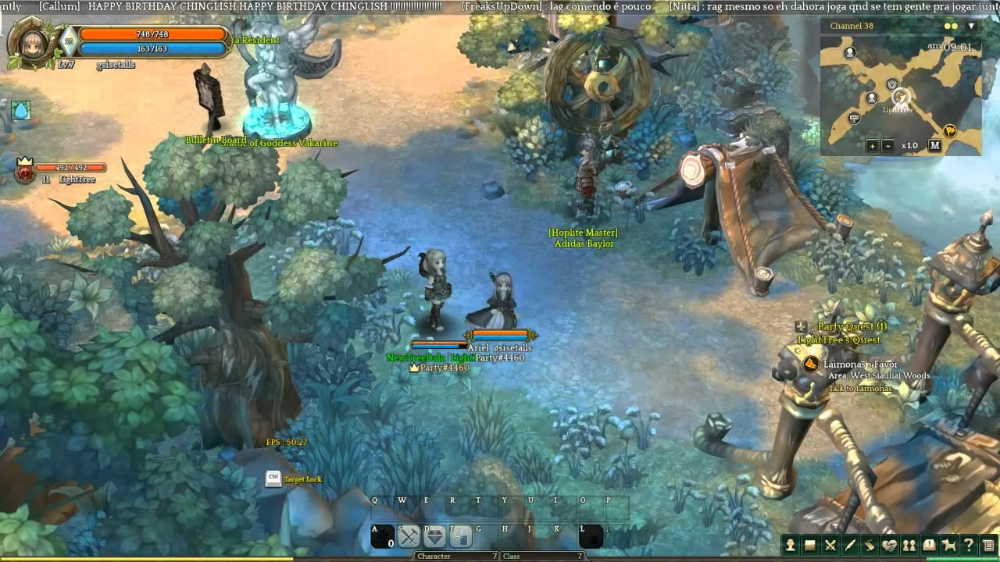 ntly [Callum] : HAPPY BIRTHDAY CHINGLISH HAPPY BIRTHDAY CHINGLISH !!!!!!!!!!!!!!!!!!! [FreaksUpDown] : lag comendo é pouco [Nitta] : rag mesmo so eh dahora joga qnd se tem gente pra jogar junt
748/748
a Resident
26
163/163
Lv.7 gsisetalls
Channel 38
am 09:01
LightTree
+ - x1.0 M
Bulletin Board
Statue of Goddess Vakarine
492/492
11 LightTree
[Hoplite Master]
Adidas Baylor
Ariel gsisetalls
NewTreeDala Light
Party#4460
Party#4460
Party Quest (1)
LightTree's Quest
Laimonas's Favor
Area: West Siauliai Woods
Talk to Laimonas
FPS : 50.27
Ctrl Target Lock
Q W E R T Y U I O P
A S D F G H J K L ;
0
Character 7 Class 7